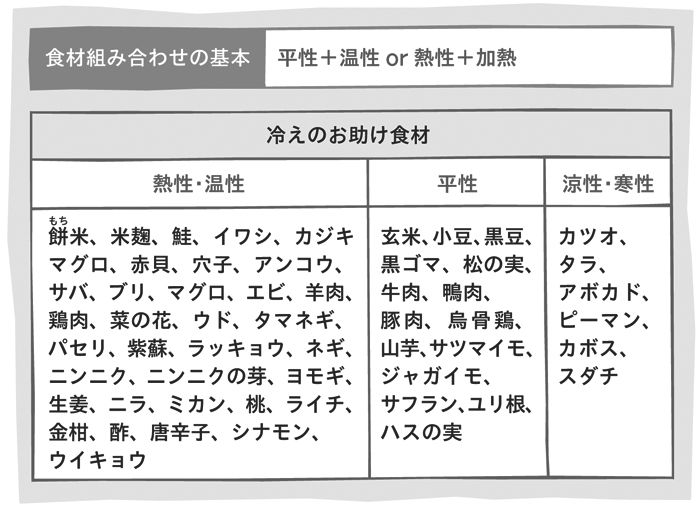 食材組み合わせの基本
平性＋温性 or 熱性＋加熱
冷えのお助け食材
熱性・温性
平性
涼性・寒性
もち
餅米、米麹、鮭、イワシ、カジキ
マグロ、赤貝、穴子、アンコウ、
サバ、ブリ、マグロ、エビ、羊肉、
鶏肉、菜の花、ウド、タマネギ、
パセリ、紫蘇、ラッキョウ、ネギ、
ニンニク、ニンニクの芽、ヨモギ、
生姜、ニラ、ミカン、桃、ライチ、
金柑、酢、唐辛子、シナモン、
ウイキョウ
玄米、小豆、黒豆、
黒ゴマ、松の実、
牛肉、鴨肉、
豚肉、烏骨鶏、
山芋、サツマイモ、
ジャガイモ、
サフラン、ユリ根、
ハスの実
カツオ、
タラ、
アボカド、
ピーマン、
カボス、
スダチ